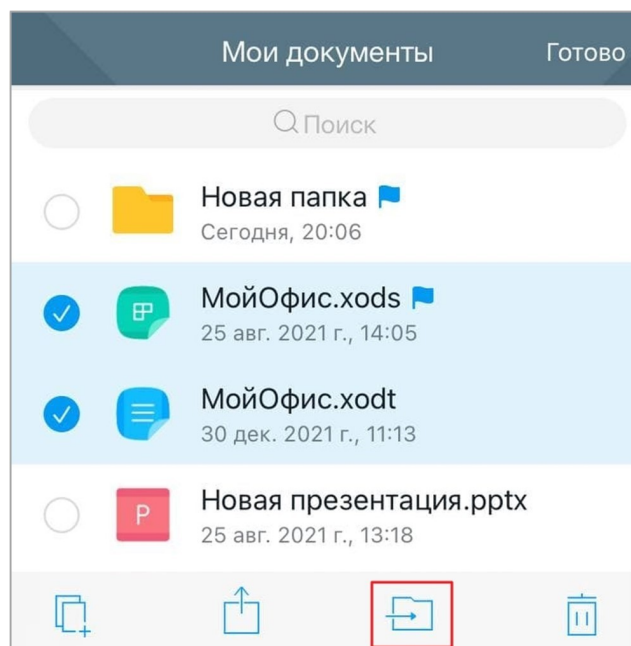 Мои документы
Готово
Поиск
Новая папка
Сегодня, 20:06
МойОфис.xods
25 авг. 2021 г., 14:05
МойОфис.xodt
30 дек. 2021 г., 11:13
P
Новая презентация.pptx
25 авг. 2021 г., 13:18